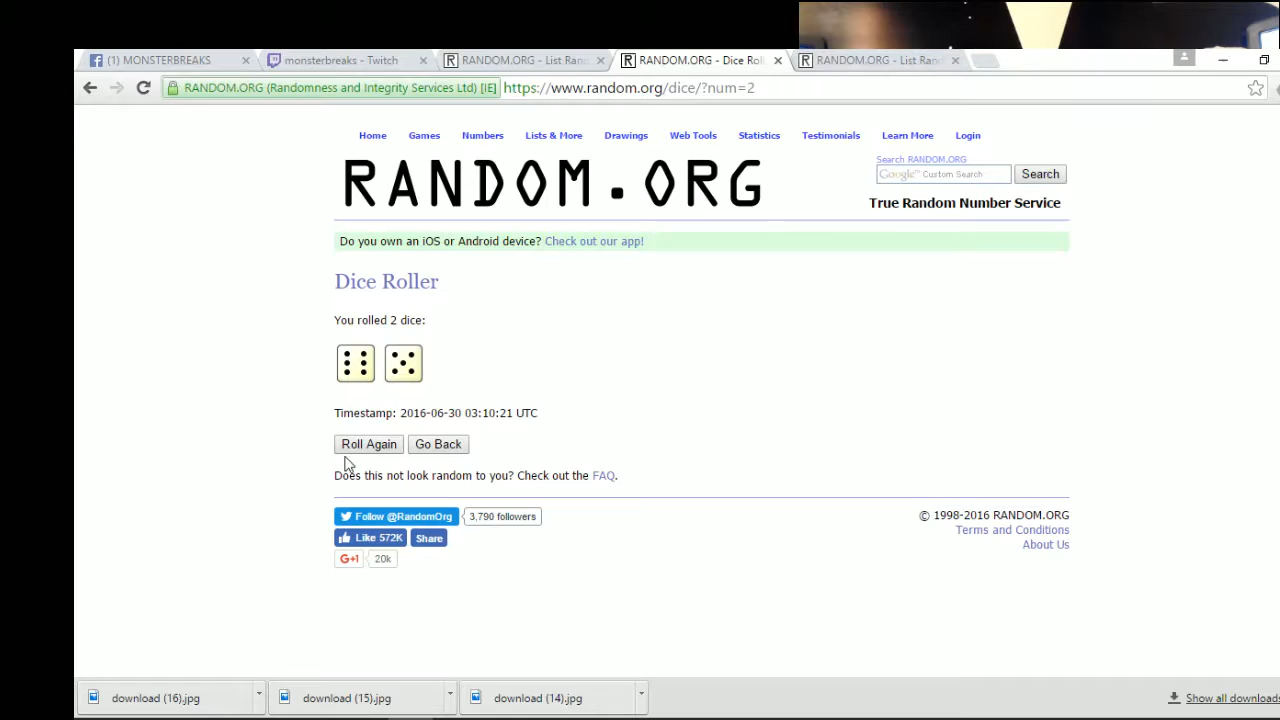 (1) MONSTERBREAKS
monsterbreaks - Twitch
RANDOM.ORG - List Ran
RANDOM.ORG - Dice Rol
RANDOM.ORG - List Ran
RANDOM.ORG (Randomness and Integrity Services Ltd) [IE]
https://www.random.org/dice/?num=2
Home Games Numbers Lists & More Drawings Web Tools Statistics Testimonials Learn More Login
RANDOM.ORG
Search RANDOM.ORG
Google™ Custom Search
Search
True Random Number Service
Do you own an iOS or Android device? Check out our app!
Dice Roller
You rolled 2 dice:
Timestamp: 2016-06-30 03:10:21 UTC
Roll Again
Go Back
Does this not look random to you? Check out the FAQ.
Follow @RandomOrg
3,790 followers
Like 572K
Share
G+1
20k
© 1998-2016 RANDOM.ORG
Terms and Conditions
About Us
download (16).jpg
download (15).jpg
download (14).jpg
Show all downloads